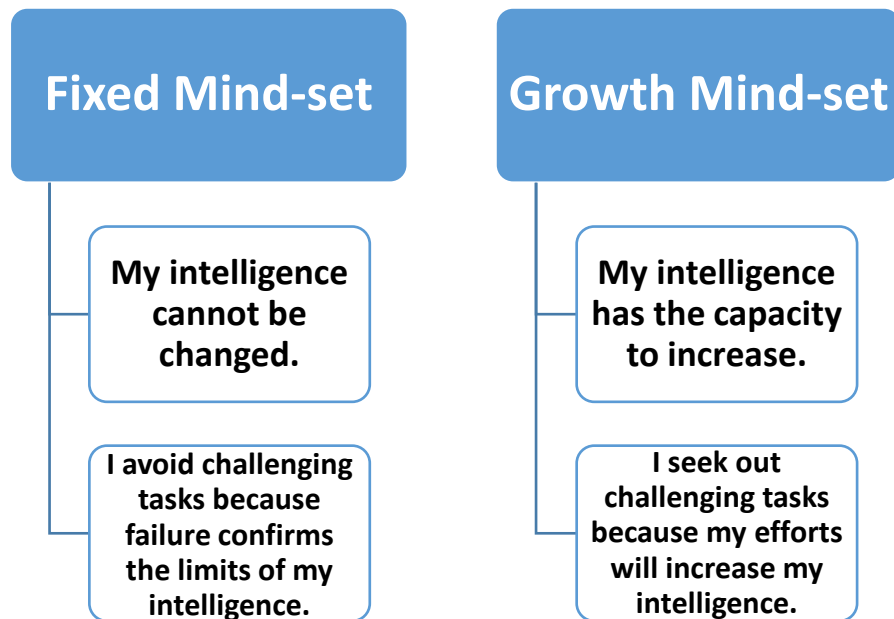 Fixed Mind-set
My intelligence
cannot be
changed.
I avoid challenging
tasks because
failure confirms
the limits of my
intelligence.
Growth Mind-set
My intelligence
has the capacity
to increase.
I seek out
challenging tasks
because my efforts
will increase my
intelligence.